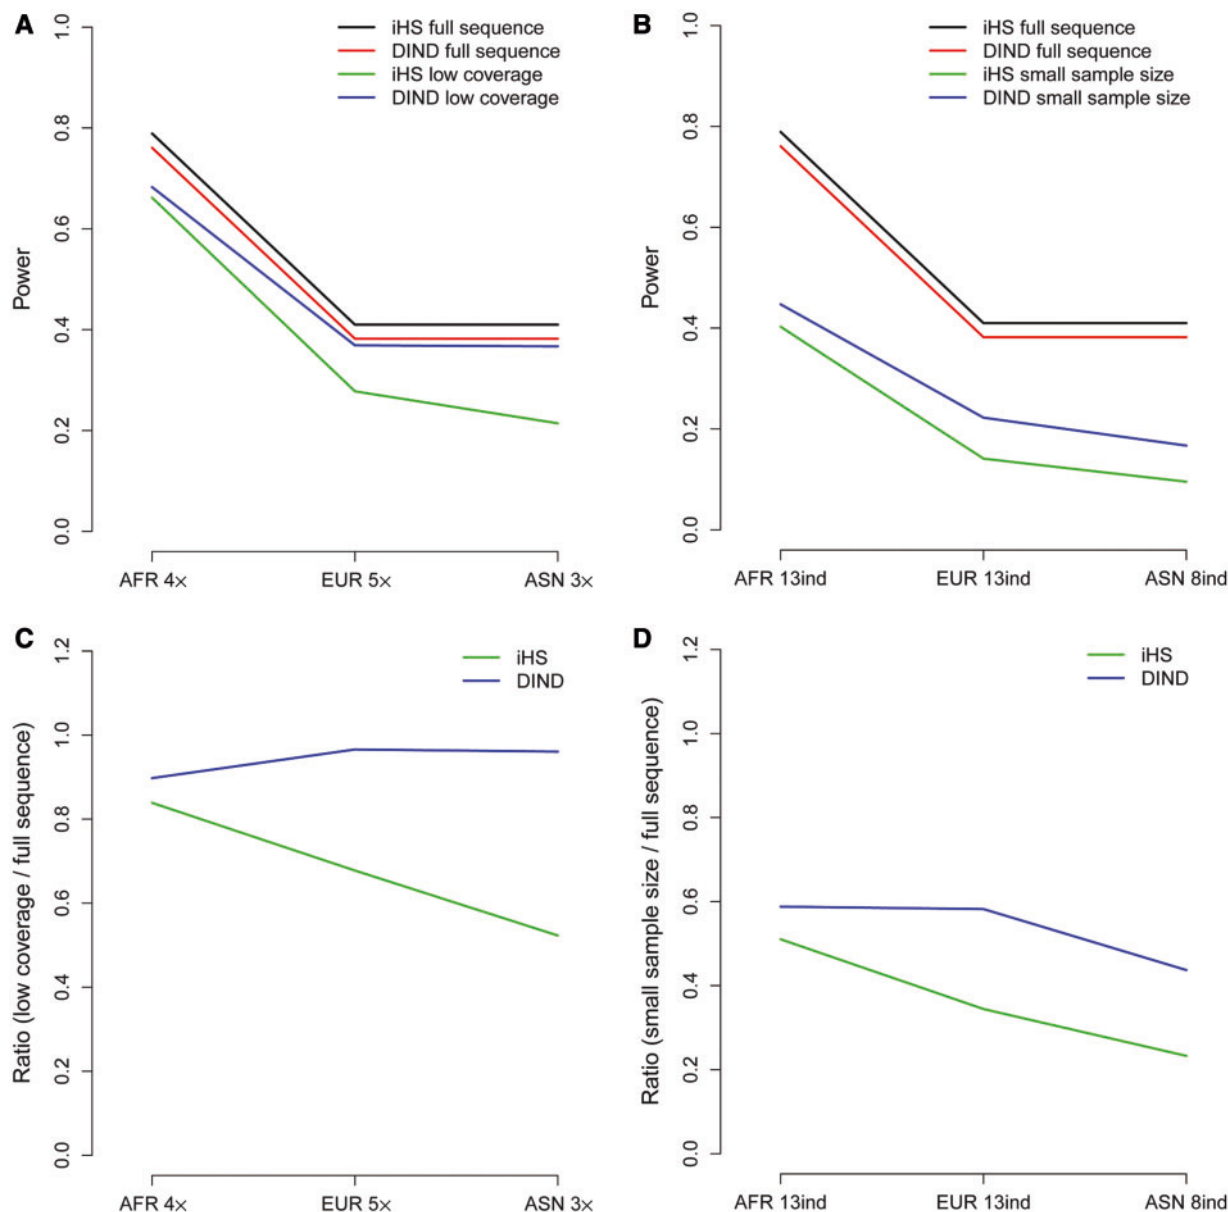 A
iHS full sequence
DIND full sequence
iHS low coverage
DIND low coverage
Power
1.0
0.8
0.6
0.4
0.2
0.0
AFR 4×
EUR 5×
ASN 3×
B
iHS full sequence
DIND full sequence
iHS small sample size
DIND small sample size
Power
1.0
0.8
0.6
0.4
0.2
0.0
AFR 13ind
EUR 13ind
ASN 8ind
C
iHS
DIND
Ratio (low coverage / full sequence)
1.2
1.0
0.8
0.6
0.4
0.2
0.0
AFR 4×
EUR 5×
ASN 3×
D
iHS
DIND
Ratio (small sample size / full sequence)
1.2
1.0
0.8
0.6
0.4
0.2
0.0
AFR 13ind
EUR 13ind
ASN 8ind